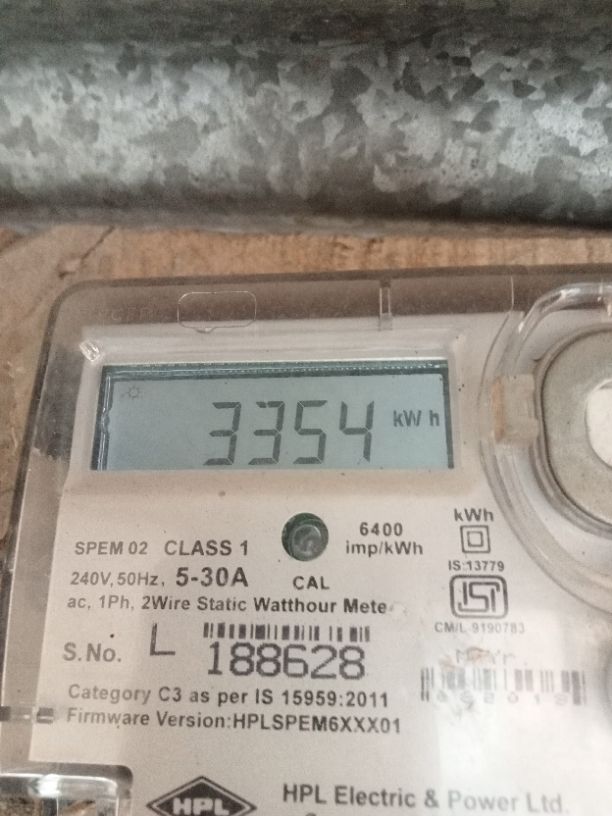 3354 kWh
6400
imp/kWh
kWh
SPEM 02 CLASS 1
IS:13779
240V, 50Hz, 5-30A
CAL
ac, 1Ph, 2Wire Static Watthour Mete
CM/L-9190783
S.No. L 188628
Category C3 as per IS 15959:2011
Firmware Version:HPLSPEM6XXX01
HPL
HPL Electric & Power Ltd.